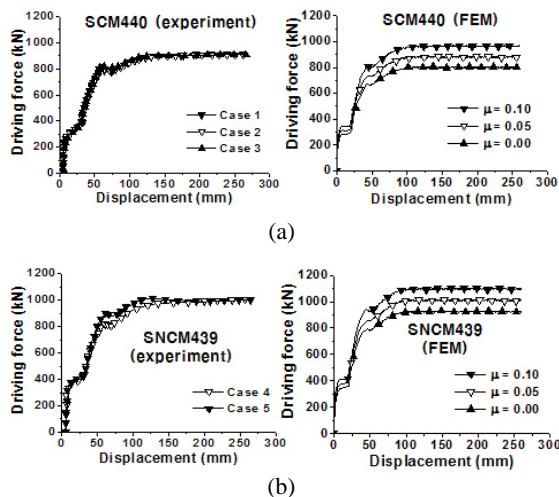 (a)
SCM440 (experiment)
Driving force (kN)
1200
1000
800
600
400
200
0
Case 1
Case 2
Case 3
0 50 100 150 200 250 300
Displacement (mm)
SCM440 (FEM)
Driving force (kN)
1200
1000
800
600
400
200
0
μ = 0.10
μ = 0.05
μ = 0.00
0 50 100 150 200 250 300
Displacement (mm)
(a)
SNCM439
(experiment)
Driving force (kN)
1200
1000
800
600
400
200
0
Case 4
Case 5
0 50 100 150 200 250 300
Displacement (mm)
SNCM439
(FEM)
Driving force (kN)
1200
1000
800
600
400
200
0
μ = 0.10
μ = 0.05
μ = 0.00
0 50 100 150 200 250 300
Displacement (mm)
(b)